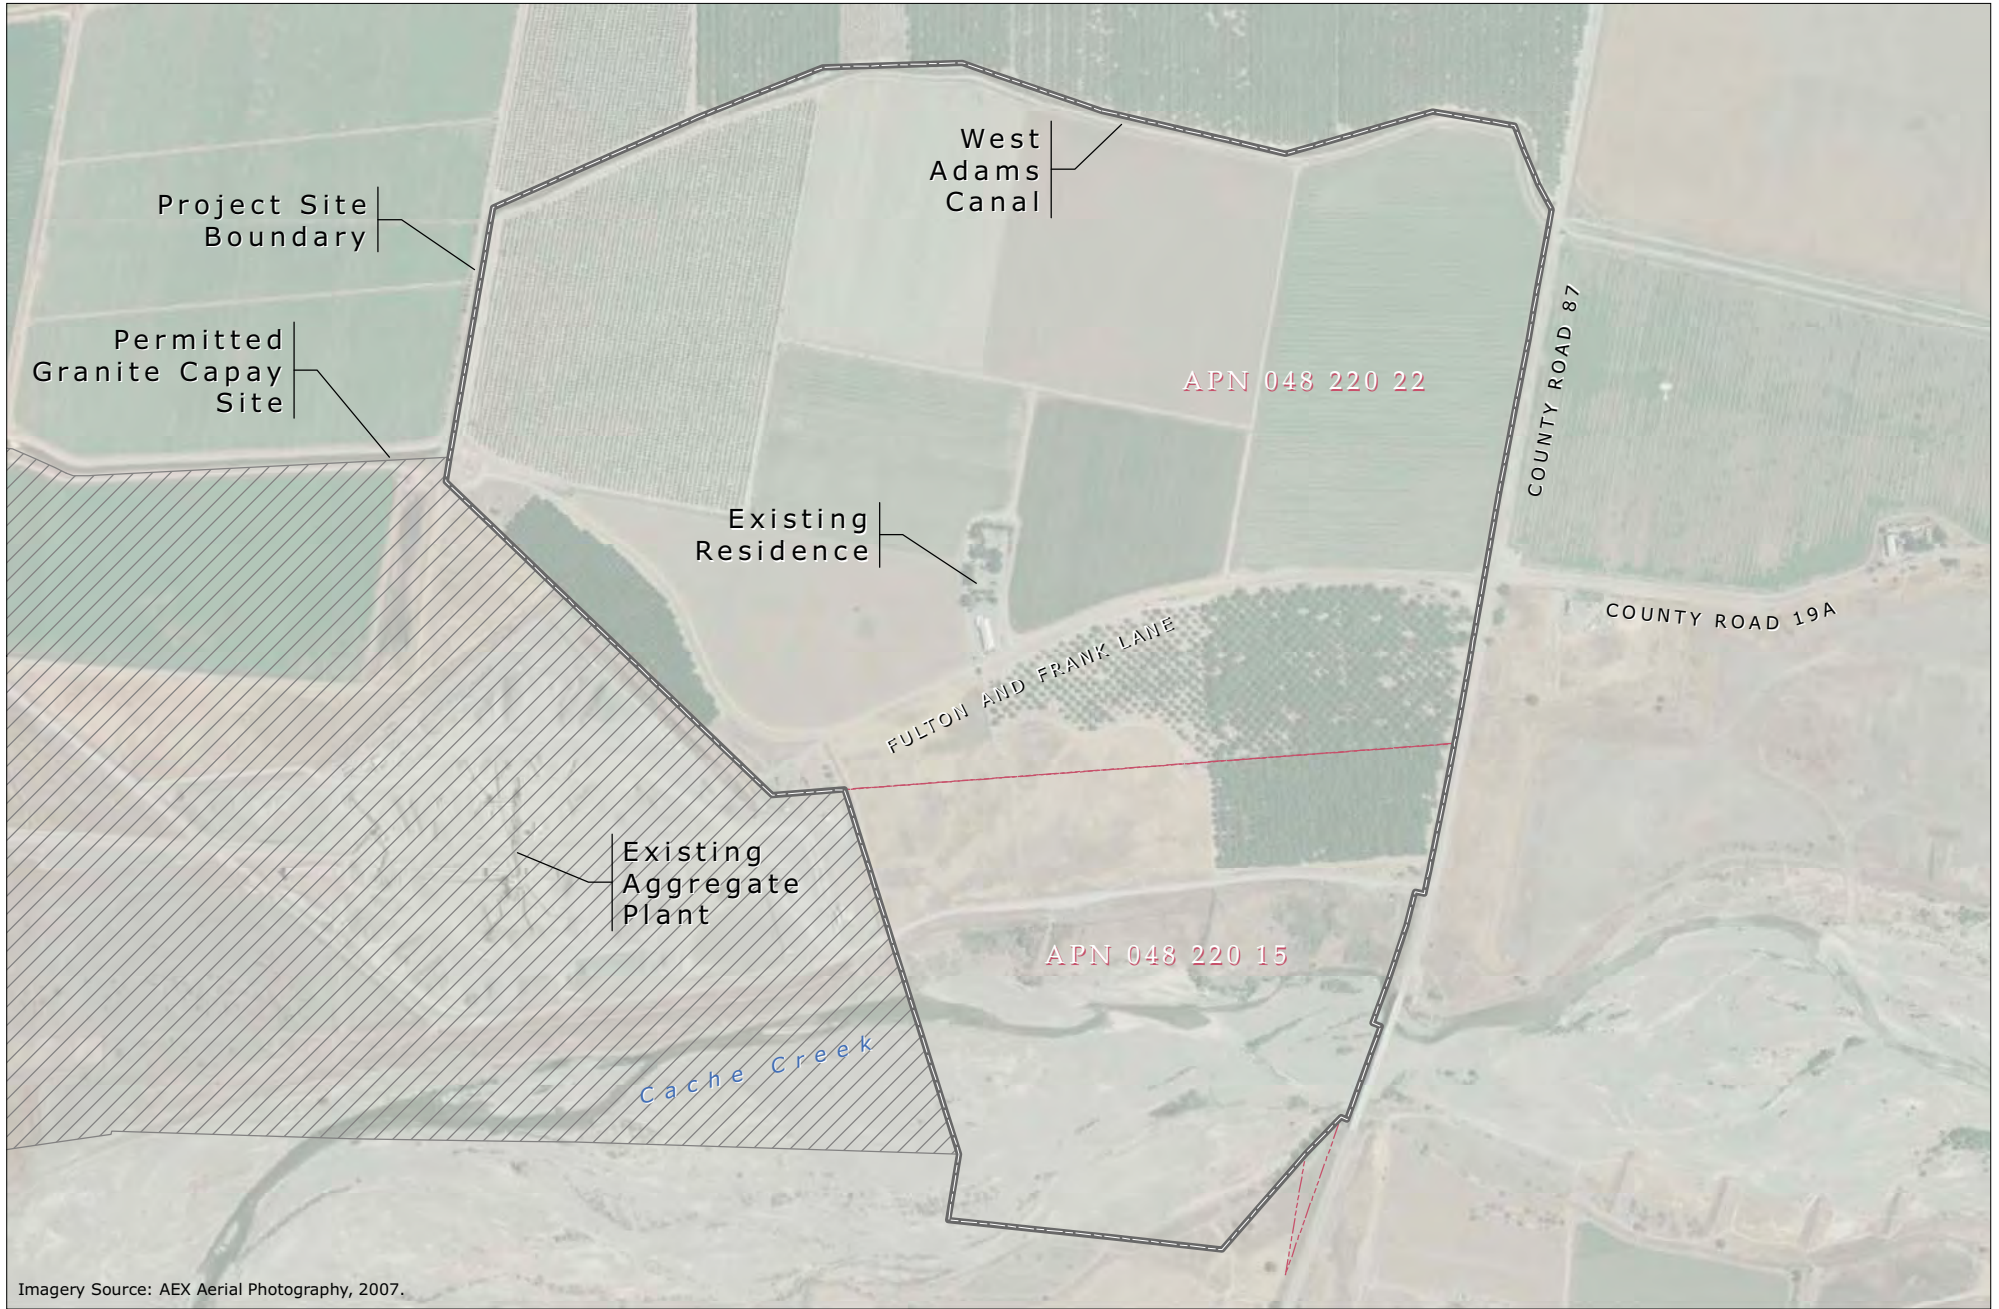 West
Adams
Canal
Project Site
Boundary
Permitted
Granite Capay
Site
COUNTY ROAD 87
APN 048 220 22
Existing
Residence
COUNTY ROAD 19A
FULTON AND FRANK LANE
Existing
Aggregate
Plant
APN 048 220 15
Cache Creek
Imagery Source: AEX Aerial Photography, 2007.